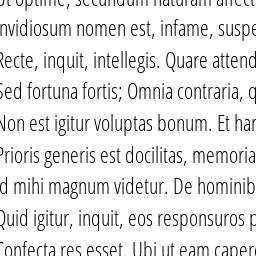 ut optime, secundum naturam affect
nvidiosum nomen est, infame, suspe
Recte, inquit, intellegis. Quare attend
Sed fortuna fortis; Omnia contraria, q
Non est igitur voluptas bonum. Et har
Prioris generis est docilitas, memoria
d mihi magnum videtur. De hominib
Quid igitur, inquit, eos responsuros p
Confecta res esset. Ubi ut eam caper